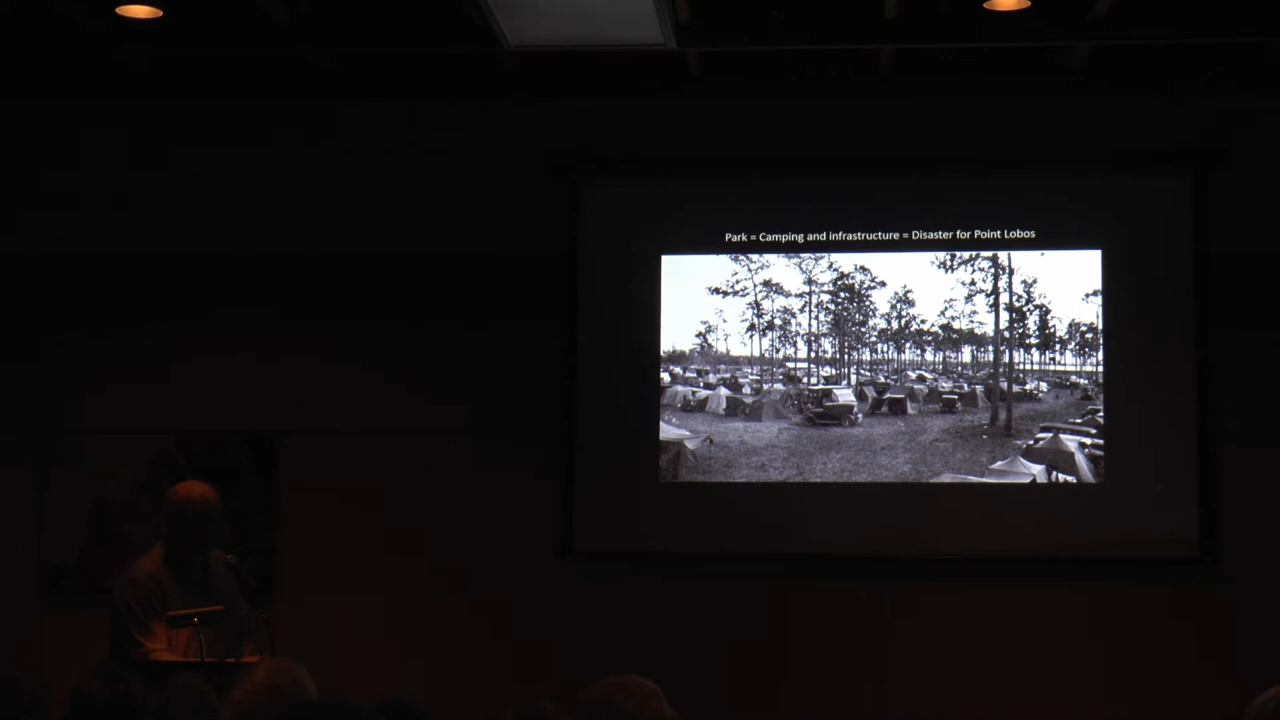 Park = Camping and infrastructure = Disaster for Point Lobos